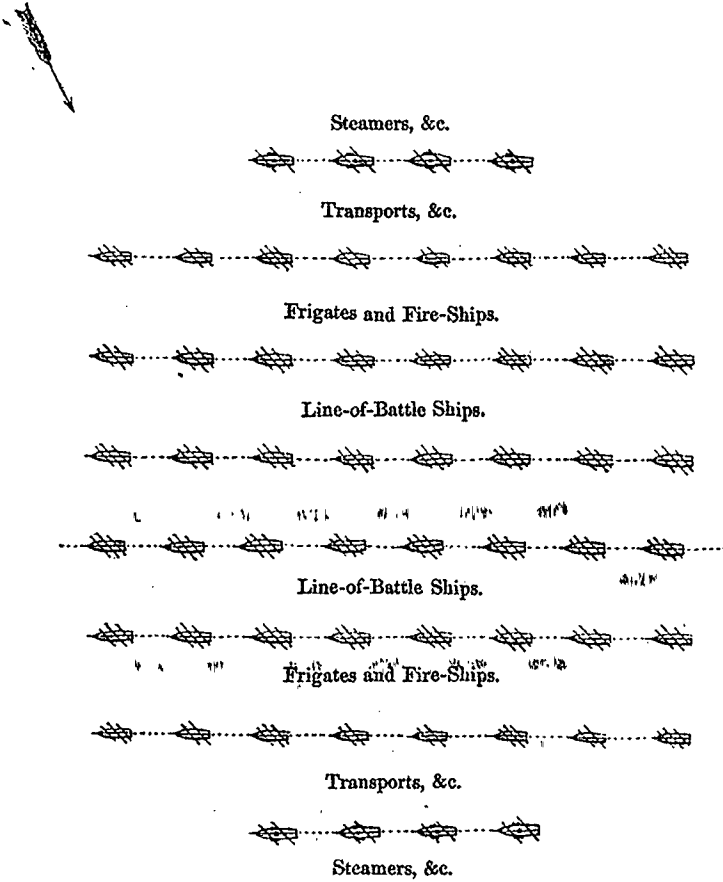 Steamers, &c.
Transports, &c.
Frigates and Fire-Ships.
Line-of-Battle Ships.
Line-of-Battle Ships.
Frigates and Fire-Ships.
Transports, &c.
Steamers, &c.